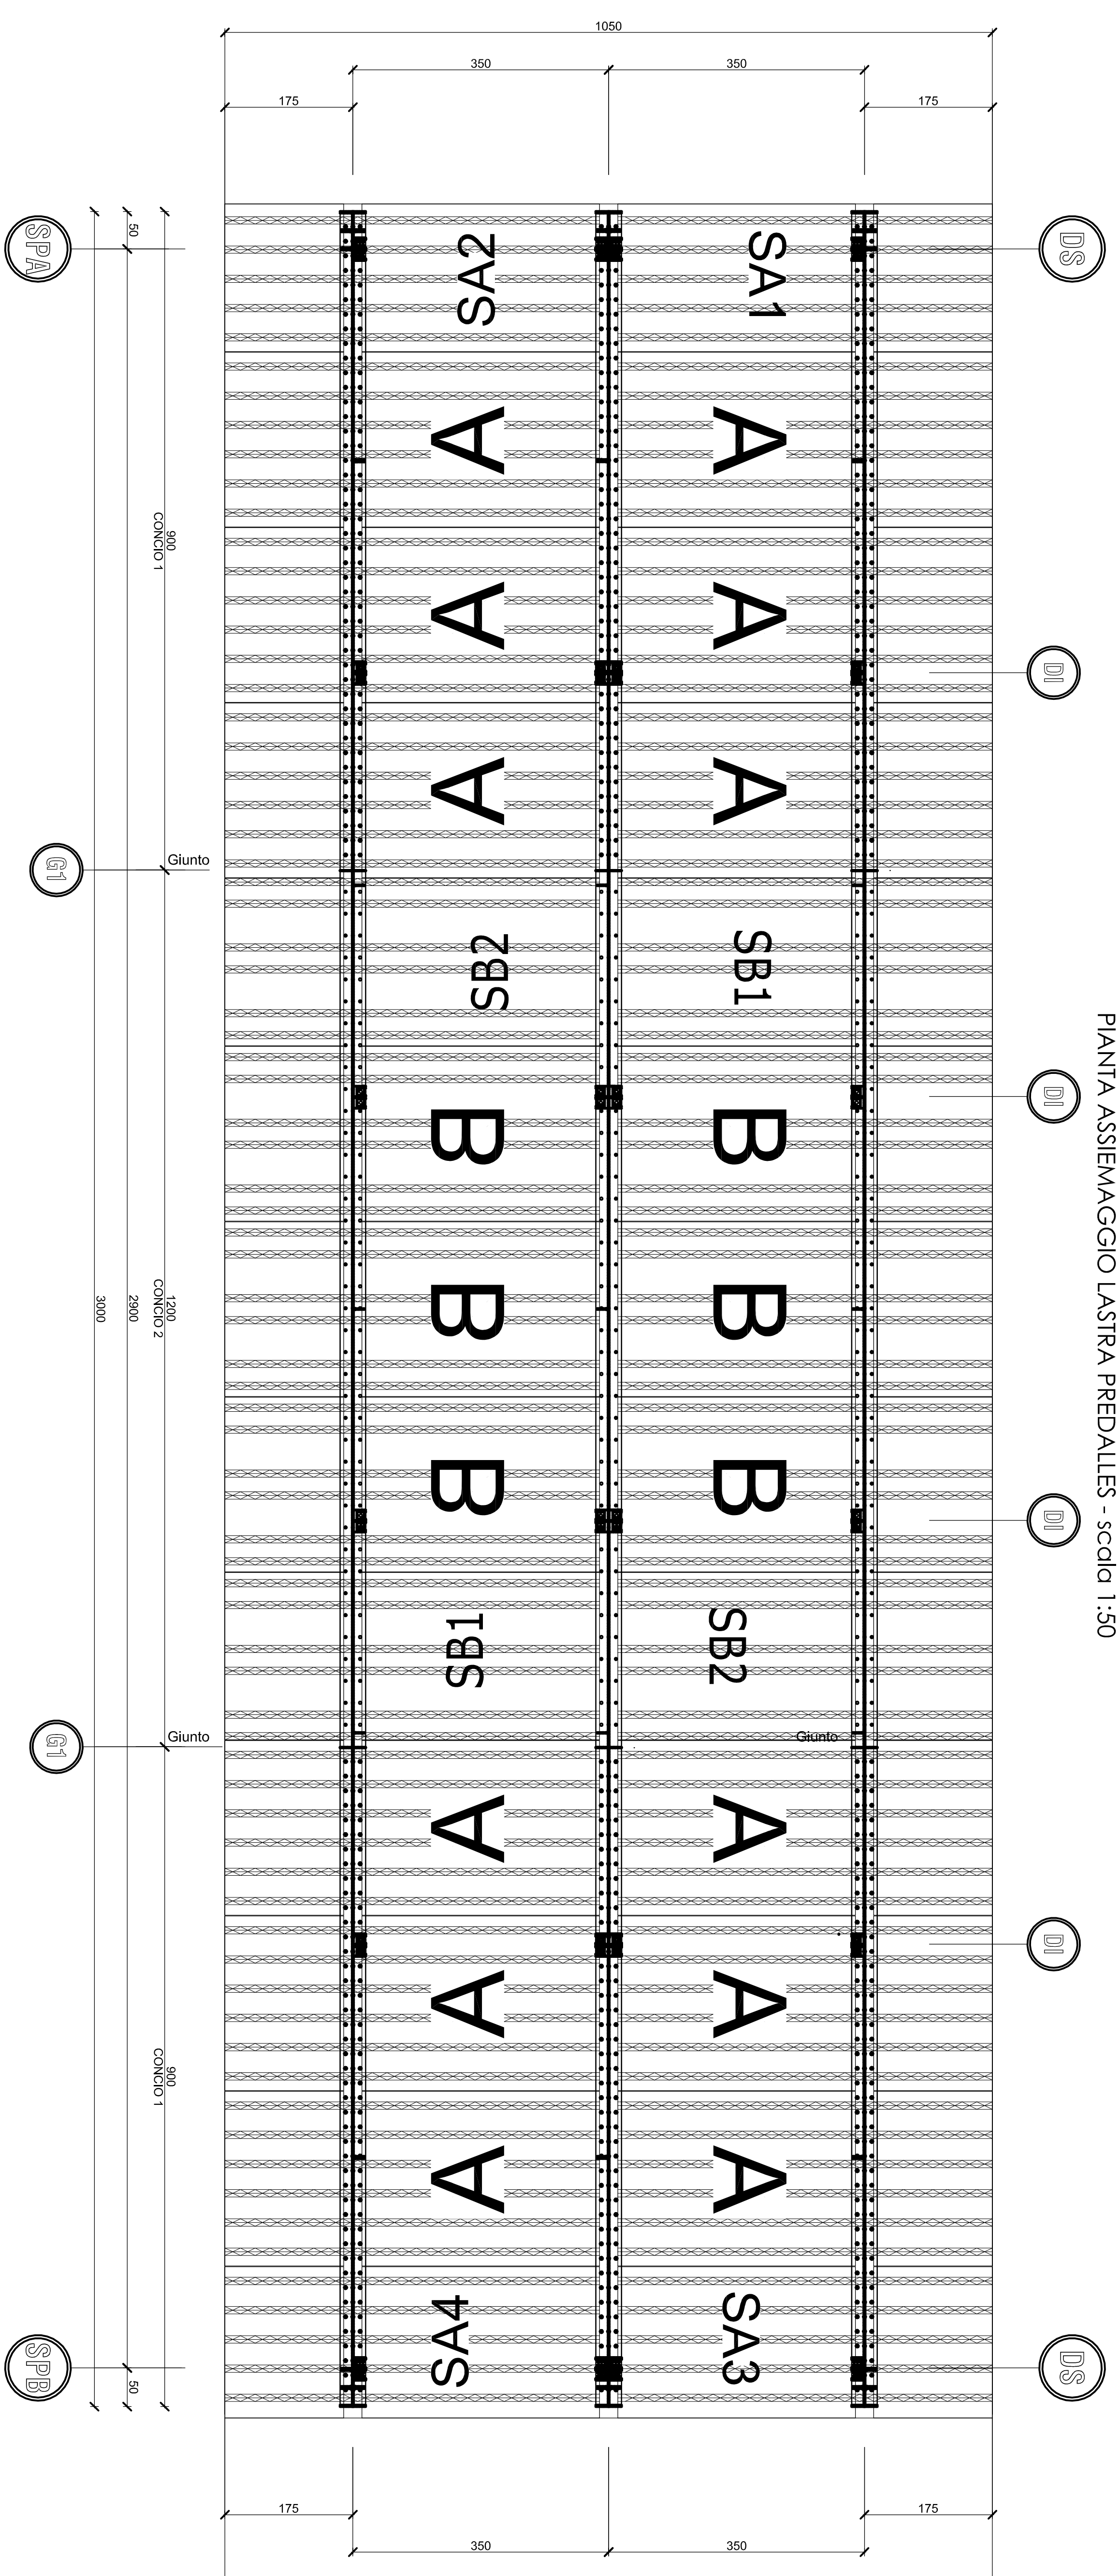 PIANTA ASSIEMAGGIO LASTRA PREDALLES - scala 1:50
1050
350
350
175
175
SPA
DS
50
SA2
SA1
A
A
900
CONCIO 1
A
A
DI
A
A
G1
Giunto
SB2
SB1
DI
B
B
3000
2900
1200
CONCIO 2
B
B
B
B
DI
SB1
SB2
G1
Giunto
Giunto
A
A
DI
A
A
900
CONCIO 1
A
A
SA4
SA3
SPB
50
DS
175
175
350
350